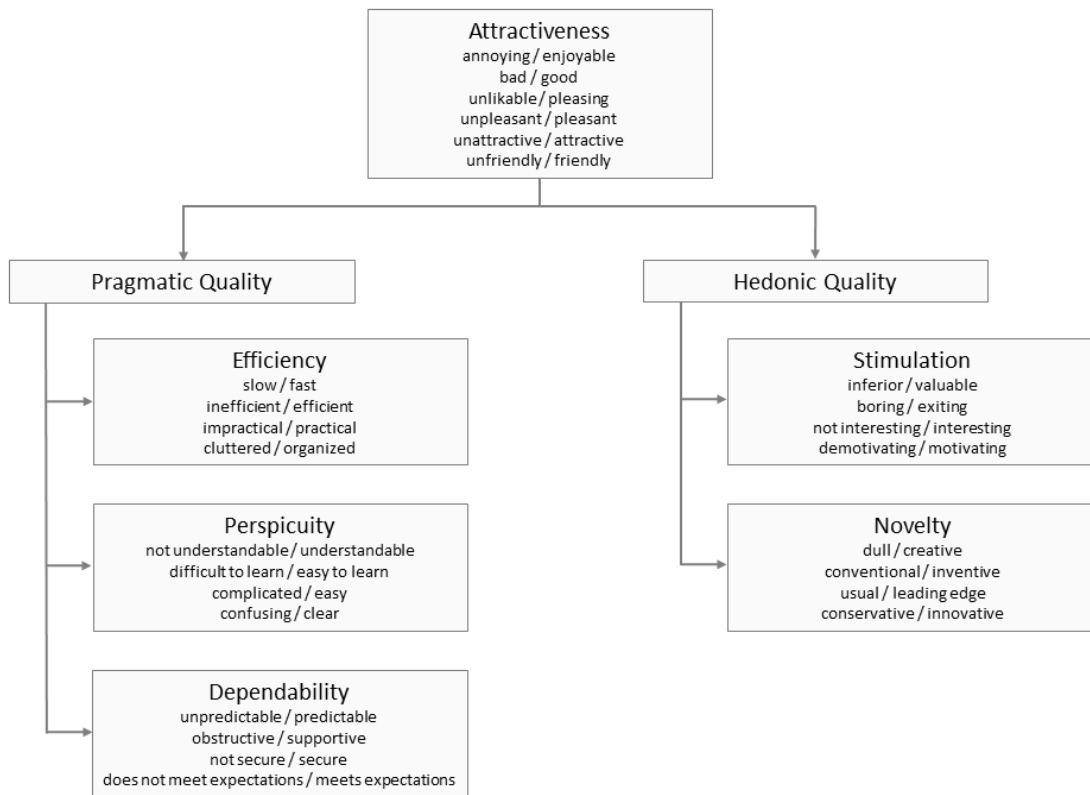 Attractiveness
annoying / enjoyable
bad / good
unlikable / pleasing
unpleasant / pleasant
unattractive / attractive
unfriendly / friendly
Pragmatic Quality
Efficiency
slow / fast
inefficient / efficient
impractical / practical
cluttered / organized
Perspicuity
not understandable / understandable
difficult to learn / easy to learn
complicated / easy
confusing / clear
Dependability
unpredictable / predictable
obstructive / supportive
not secure / secure
does not meet expectations / meets expectations
Hedonic Quality
Stimulation
inferior / valuable
boring / exiting
not interesting / interesting
demotivating / motivating
Novelty
dull / creative
conventional / inventive
usual / leading edge
conservative / innovative